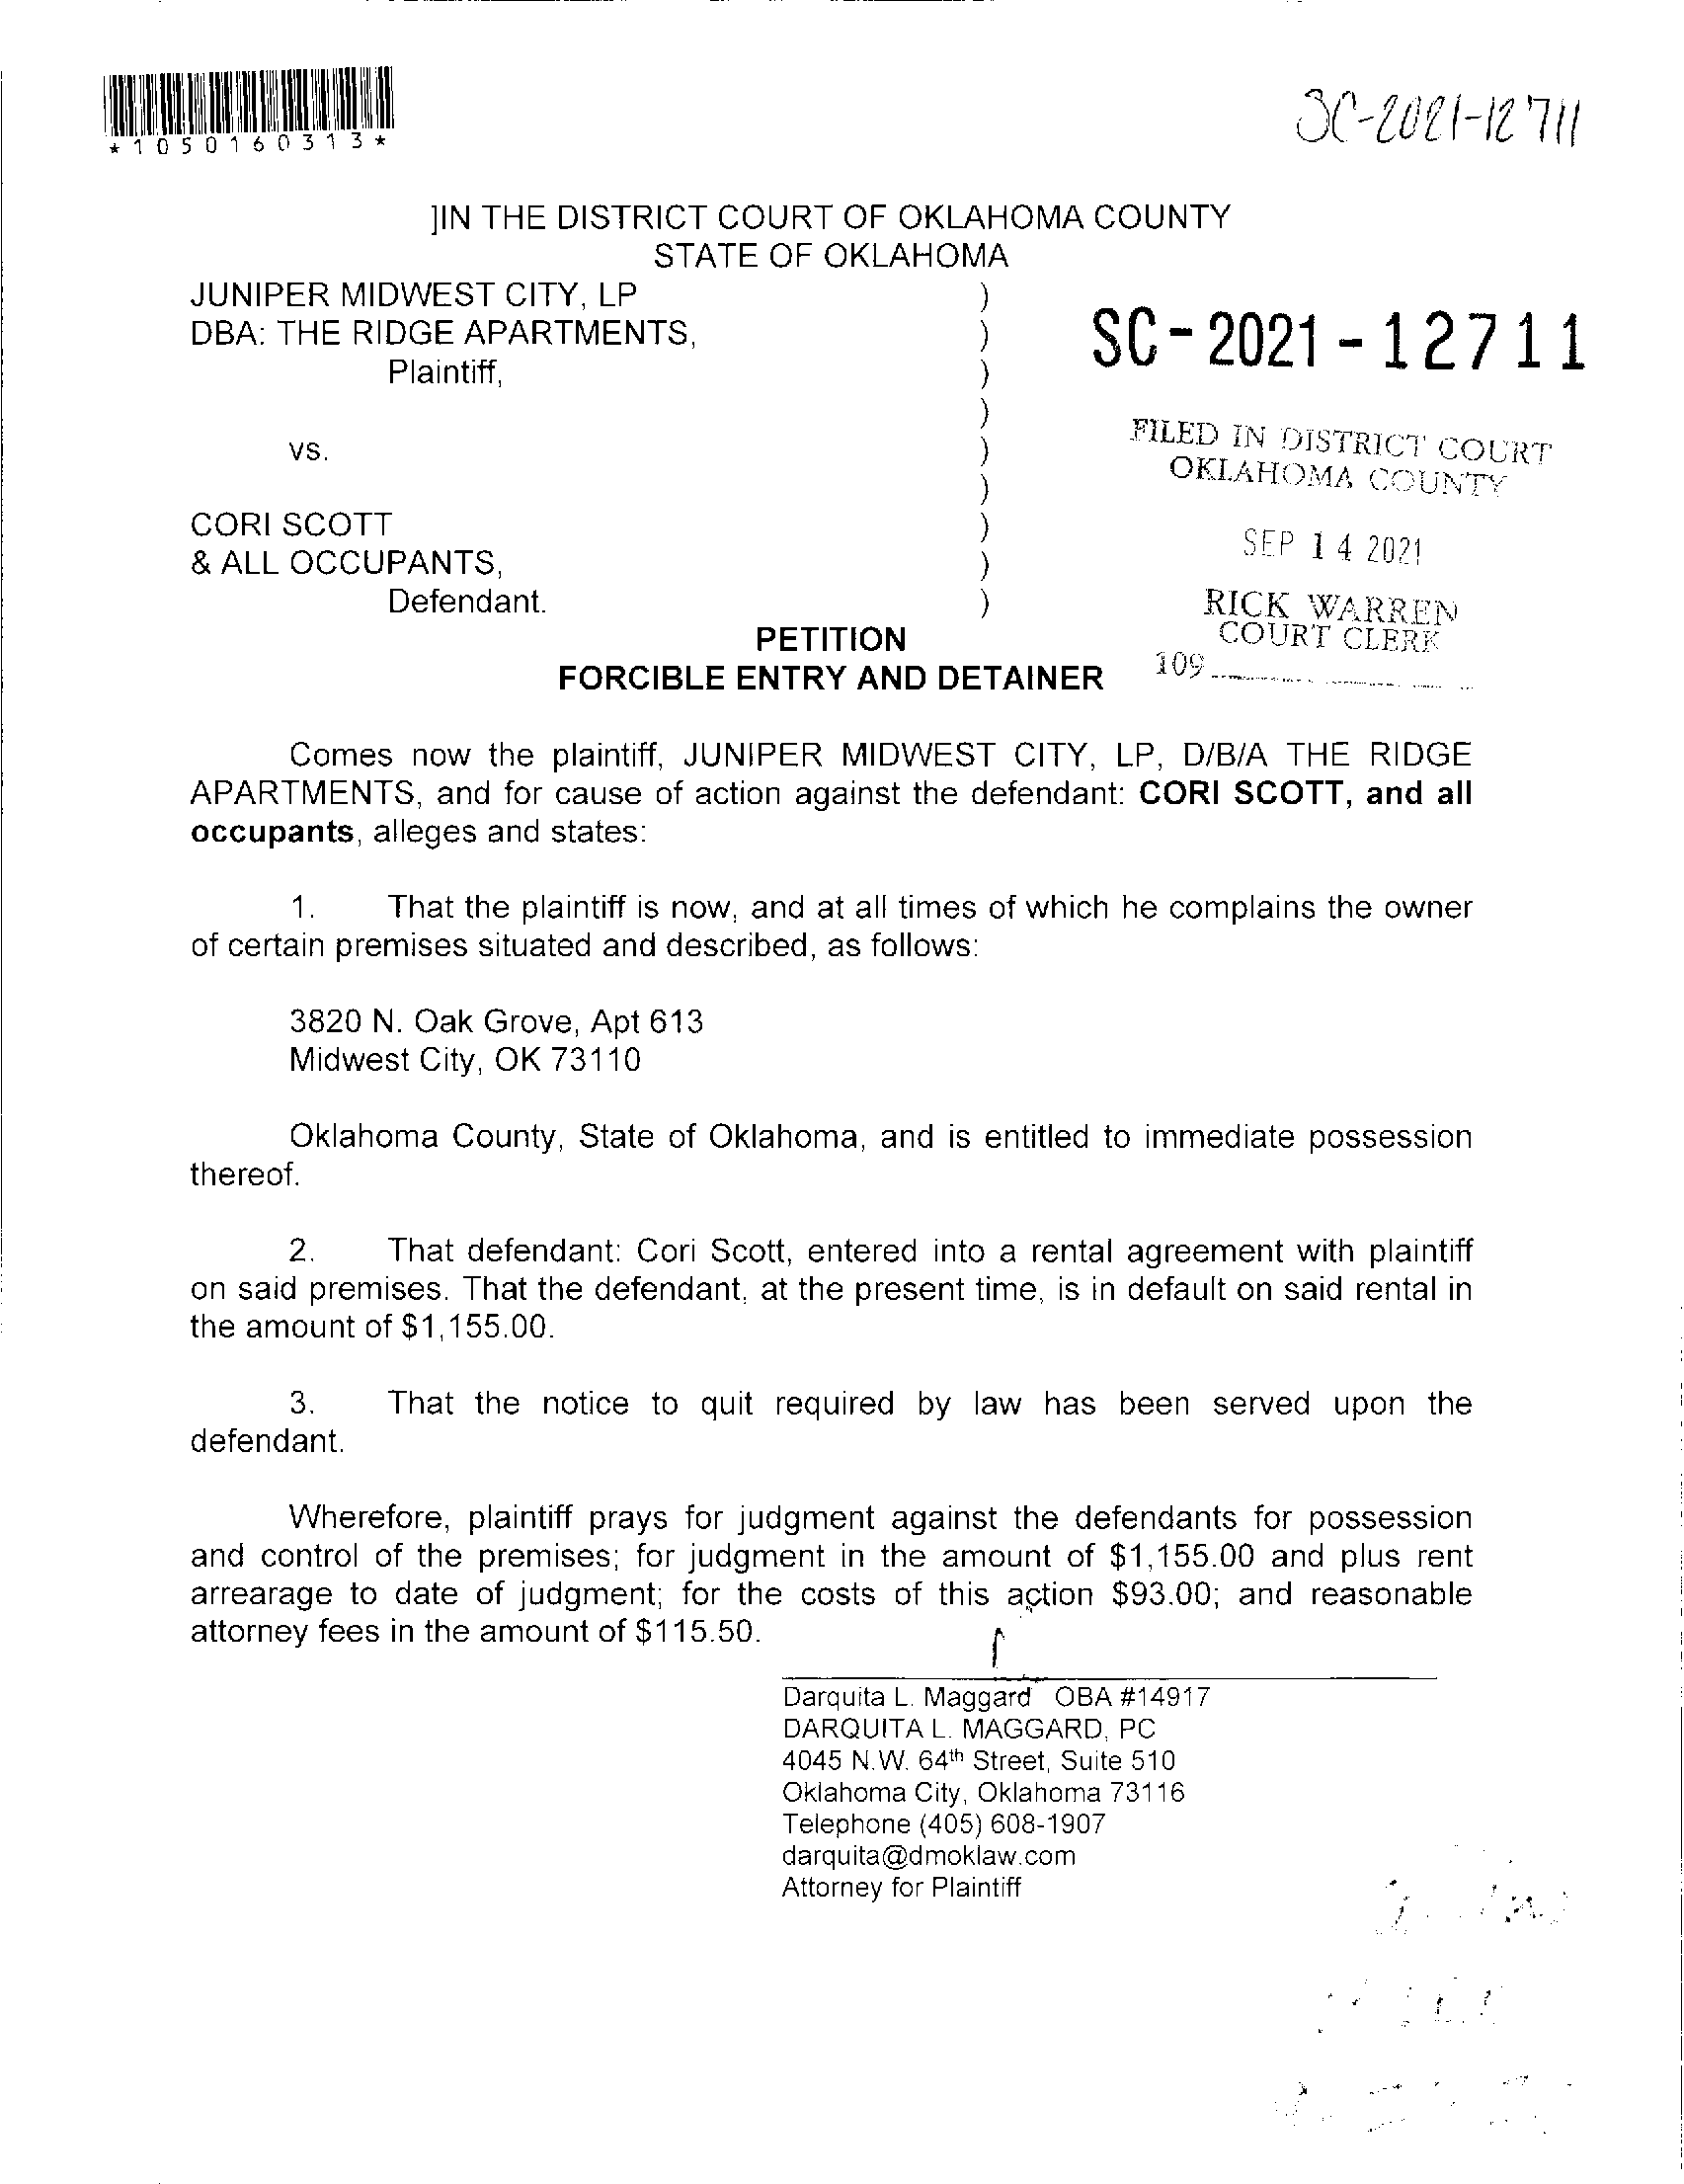 *1050160313*
SC-2021-12711
]IN THE DISTRICT COURT OF OKLAHOMA COUNTY
STATE OF OKLAHOMA
JUNIPER MIDWEST CITY, LP )
DBA: THE RIDGE APARTMENTS, )
Plaintiff, )
)
vs. )
)
CORI SCOTT )
& ALL OCCUPANTS, )
Defendant. )
SC-2021-12711
FILED IN DISTRICT COURT
OKLAHOMA COUNTY
SEP 14 2021
RICK WARREN
COURT CLERK
109
PETITION
FORCIBLE ENTRY AND DETAINER
Comes now the plaintiff, JUNIPER MIDWEST CITY, LP, D/B/A THE RIDGE
APARTMENTS, and for cause of action against the defendant: CORI SCOTT, and all
occupants, alleges and states:
1. That the plaintiff is now, and at all times of which he complains the owner
of certain premises situated and described, as follows:
3820 N. Oak Grove, Apt 613
Midwest City, OK 73110
Oklahoma County, State of Oklahoma, and is entitled to immediate possession
thereof.
2. That defendant: Cori Scott, entered into a rental agreement with plaintiff
on said premises. That the defendant, at the present time, is in default on said rental in
the amount of $1,155.00.
3. That the notice to quit required by law has been served upon the
defendant.
Wherefore, plaintiff prays for judgment against the defendants for possession
and control of the premises; for judgment in the amount of $1,155.00 and plus rent
arrearage to date of judgment; for the costs of this action $93.00; and reasonable
attorney fees in the amount of $115.50.
Darquita L. Maggard OBA #14917
DARQUITA L. MAGGARD, PC
4045 N.W. 64th Street, Suite 510
Oklahoma City, Oklahoma 73116
Telephone (405) 608-1907
darquita@dmoklaw.com
Attorney for Plaintiff